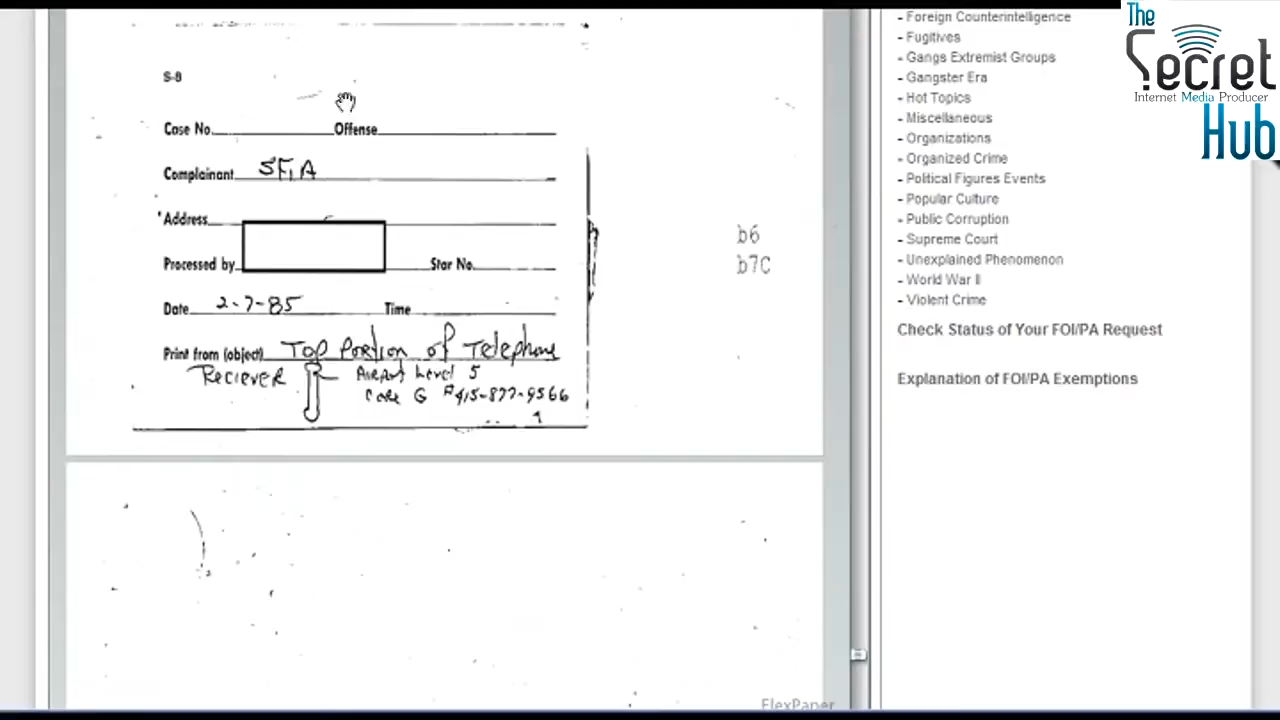 - Foreign Counterintelligence
- Fugitives
- Gangs Extremist Groups
- Gangster Era
- Hot Topics
- Miscellaneous
- Organizations
- Organized Crime
- Political Figures Events
- Popular Culture
- Public Corruption
- Supreme Court
- Unexplained Phenomenon
- World War II
- Violent Crime
Check Status of Your FOI/PA Request
Explanation of FOI/PA Exemptions
The
Secret
Internet Media Producer
Hub
S-8
Case No. Offense
Complainant SFIA
Address
Processed by Star No.
Date 2-7-85 Time
Print from (object) Top Portion of Telephone
Reciever Airport Level 5
G #415-877-9566
b6
b7C
FlexPaper